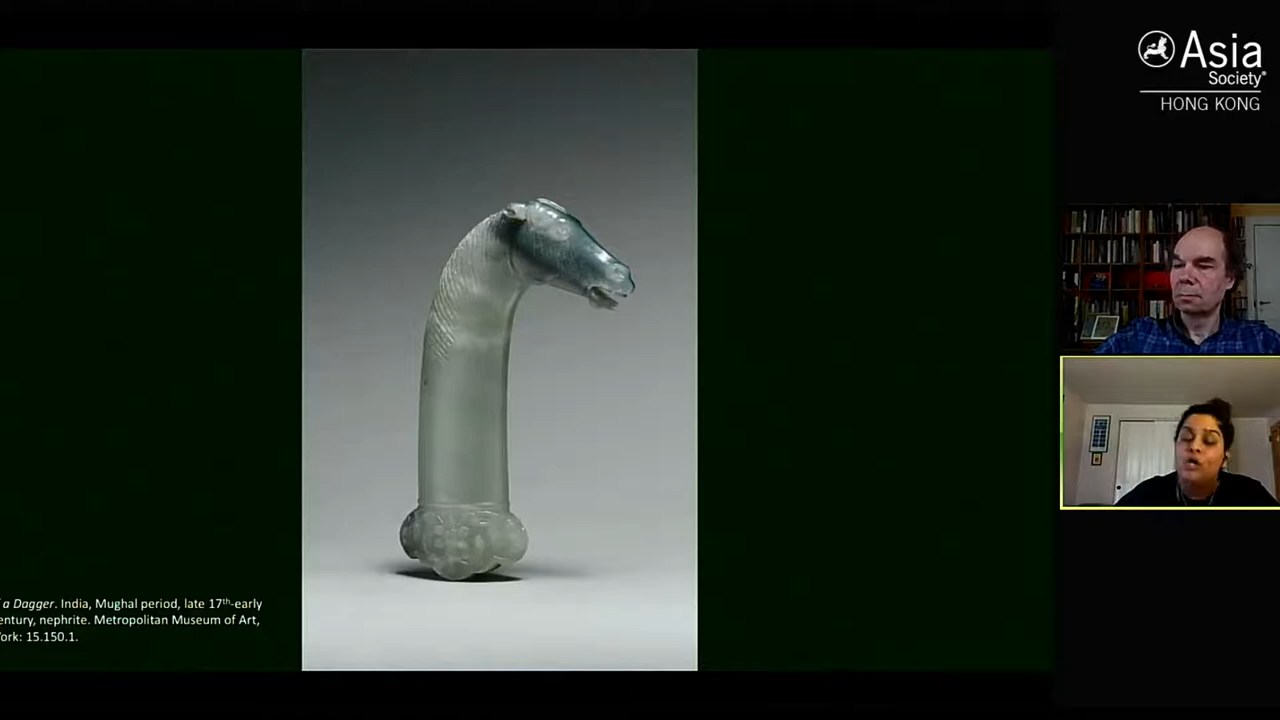 Asia
Society®
HONG KONG
a Dagger. India, Mughal period, late 17th-early
entury, nephrite. Metropolitan Museum of Art,
ork: 15.150.1.